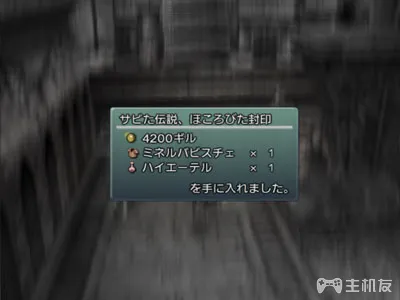 サビた伝説、ほころびた封印
4200ギル
ミネルバビスチェ × 1
ハイエーテル × 1
を手に入れました。
主机友